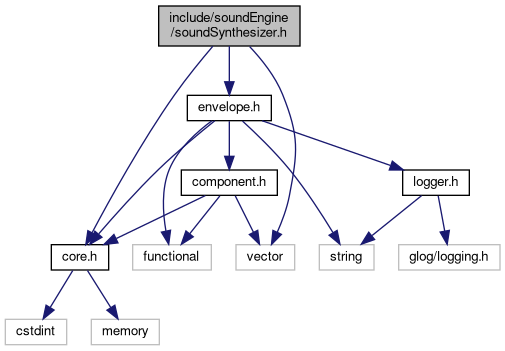 include/soundEngine
/soundSynthesizer.h
envelope.h
component.h
logger.h
core.h
functional
vector
string
glog/logging.h
cstdint
memory